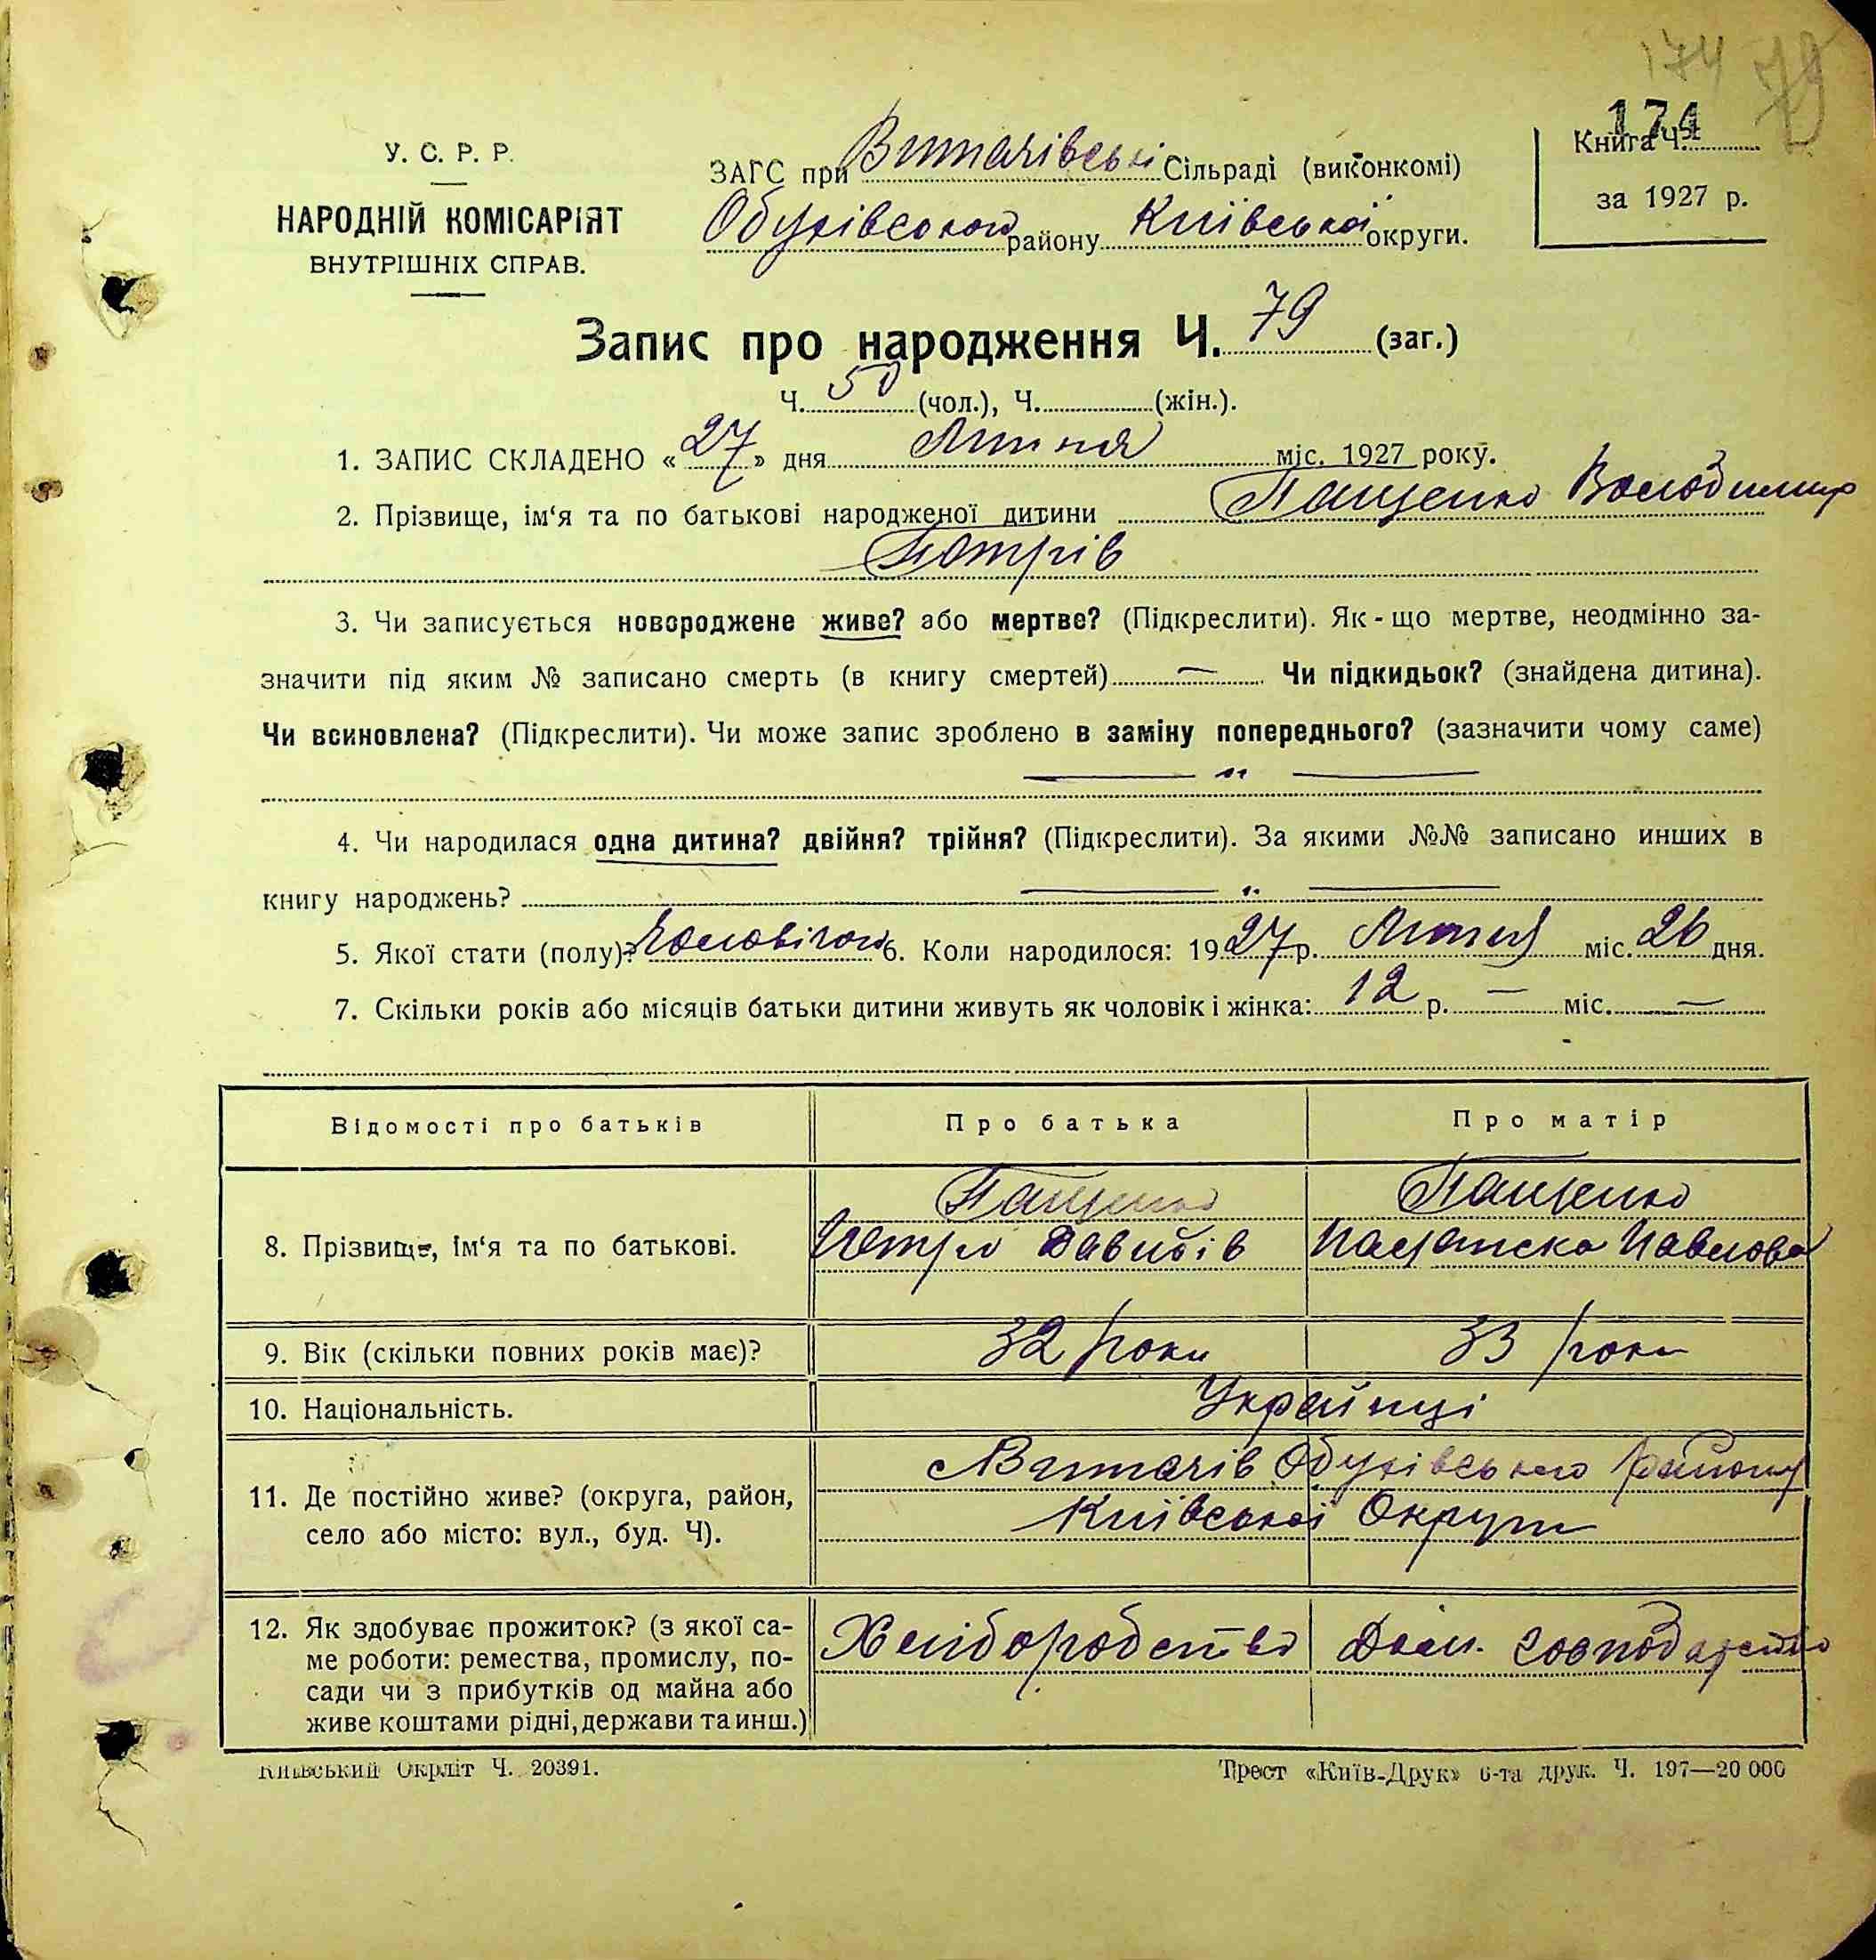 174 79
174
У. С. Р. Р.
НАРОДНІЙ КОМІСАРІЯТ
ВНУТРІШНІХ СПРАВ.
ЗАГС при Витачівські Сільраді (виконкомі)
Обухівського району Київської округи.
Книга Ч.
за 1927 р.
Запис про народження Ч. 79 (заг.)
Ч. 50 (чол.), Ч. (жін.).
1. ЗАПИС СКЛАДЕНО « 27 » дня Липня міс. 1927 року.
2. Прізвище, ім‘я та по батькові народженої дитини Пащенко Володимир
Петрів
3. Чи записується новороджене живе? або мертве? (Підкреслити). Як - що мертве, неодмінно за-
значити під яким № записано смерть (в книгу смертей) — Чи підкидьок? (знайдена дитина).
Чи всиновлена? (Підкреслити). Чи може запис зроблено в заміну попереднього? (зазначити чому саме)
— „ —
4. Чи народилася одна дитина? двійня? трійня? (Підкреслити). За якими №№ записано инших в
книгу народжень? — „ —
5. Якої стати (полу)? Чоловічого 6. Коли народилося: 1927 р. Липня міс. 26 дня.
7. Скільки років або місяців батьки дитини живуть як чоловік і жінка: 12 р. — міс. —
Відомості про батьків Про батька Про матір
Пащенко Пащенко
8. Прізвище, ім‘я та по батькові. Петро Давидів Павлова
9. Вік (скільки повних років має)? 32 роки 33 роки
10. Національність. Українці
Витачів Обухівського району
11. Де постійно живе? (округа, район, Київської Округи
село або місто: вул., буд. Ч).
12. Як здобуває прожиток? (з якої са- Хліборобство Дом. господарство
ме роботи: ремества, промислу, по-
сади чи з прибутків од майна або
живе коштами рідні, держави та инш.)
Київський Окрліт Ч. 20391.
Трест «Київ-Друк» 6-та друк. Ч. 197—20 000